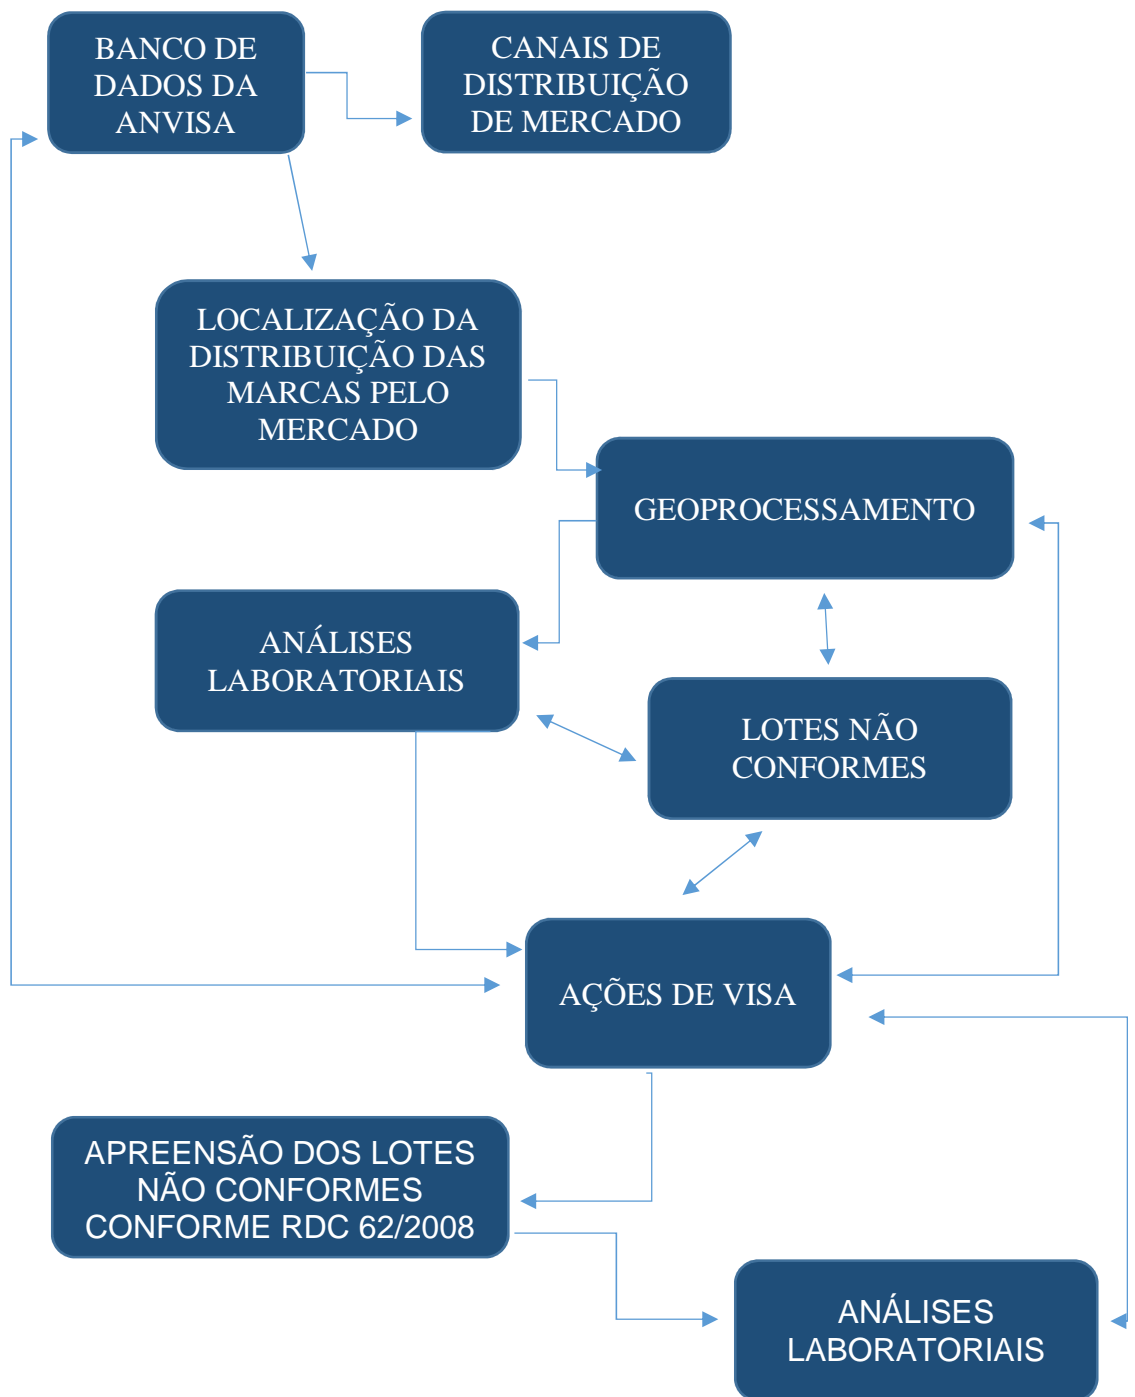 BANCO DE
DADOS DA
ANVISA
CANAIS DE
DISTRIBUIÇÃO
DE MERCADO
LOCALIZAÇÃO DA
DISTRIBUIÇÃO DAS
MARCAS PELO
MERCADO
GEOPROCESSAMENTO
ANÁLISES
LABORATORIAIS
LOTES NÃO
CONFORMES
AÇÕES DE VISA
APREENSÃO DOS LOTES
NÃO CONFORMES
CONFORME RDC 62/2008
ANÁLISES
LABORATORIAIS